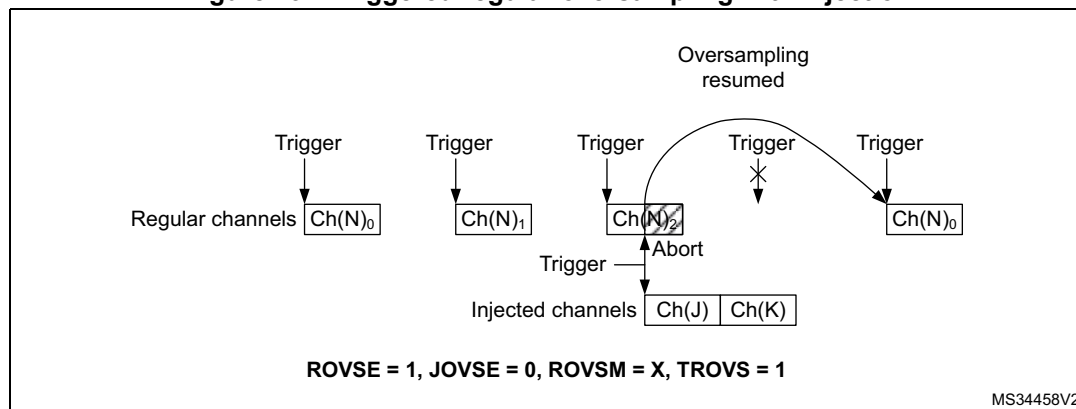 Oversampling
resumed
Trigger Trigger Trigger Trigger Trigger
Regular channels Ch(N)0 Ch(N)1 Ch(N)2 Ch(N)0
Abort
Trigger
Injected channels Ch(J) Ch(K)
ROVSE = 1, JOVSE = 0, ROVSM = X, TROVS = 1
MS34458V2